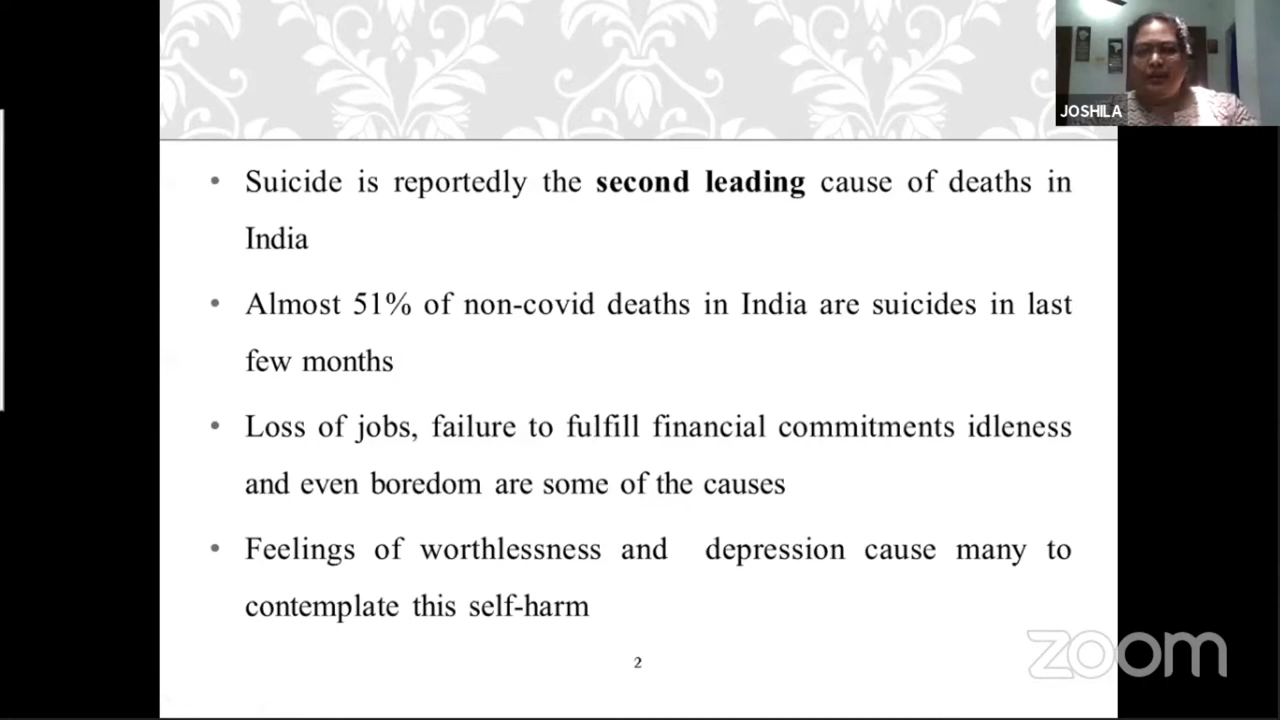 JOSHILA
• Suicide is reportedly the second leading cause of deaths in
India
• Almost 51% of non-covid deaths in India are suicides in last
few months
• Loss of jobs, failure to fulfill financial commitments idleness
and even boredom are some of the causes
• Feelings of worthlessness and depression cause many to
contemplate this self-harm
2
zoom